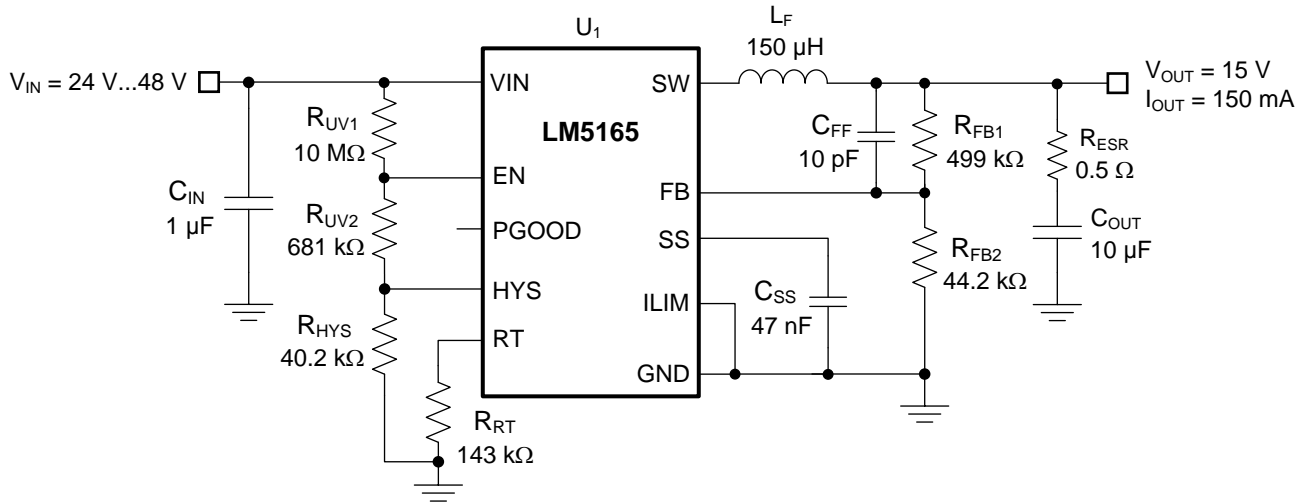 U1
LF
150 µH
VIN = 24 V...48 V
VIN
SW
VOUT = 15 V
IOUT = 150 mA
RUV1
10 MΩ
LM5165
CFF
10 pF
RFB1
499 kΩ
RESR
0.5 Ω
CIN
1 µF
EN
FB
RUV2
681 kΩ
PGOOD
SS
COUT
10 µF
RFB2
44.2 kΩ
HYS
ILIM
CSS
47 nF
RHYS
40.2 kΩ
RT
GND
RRT
143 kΩ